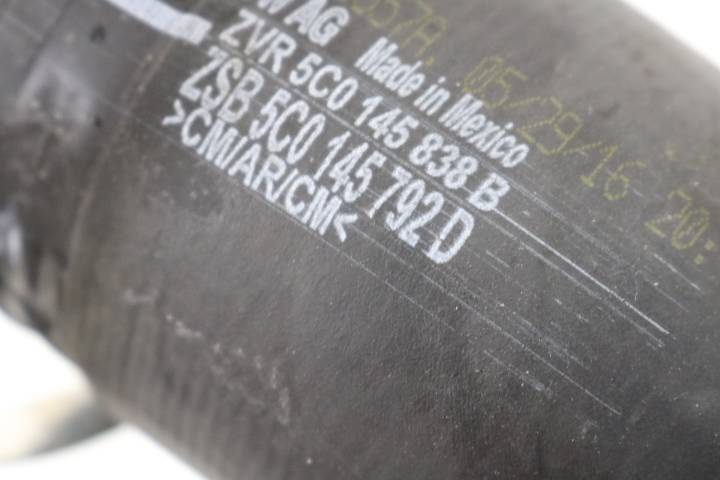 AG Made in Mexico
ZVR 5C0 145 838 B
ZSB 5C0 145 792 D
>CM/AR/CM<
57A, 05/29/16 20: